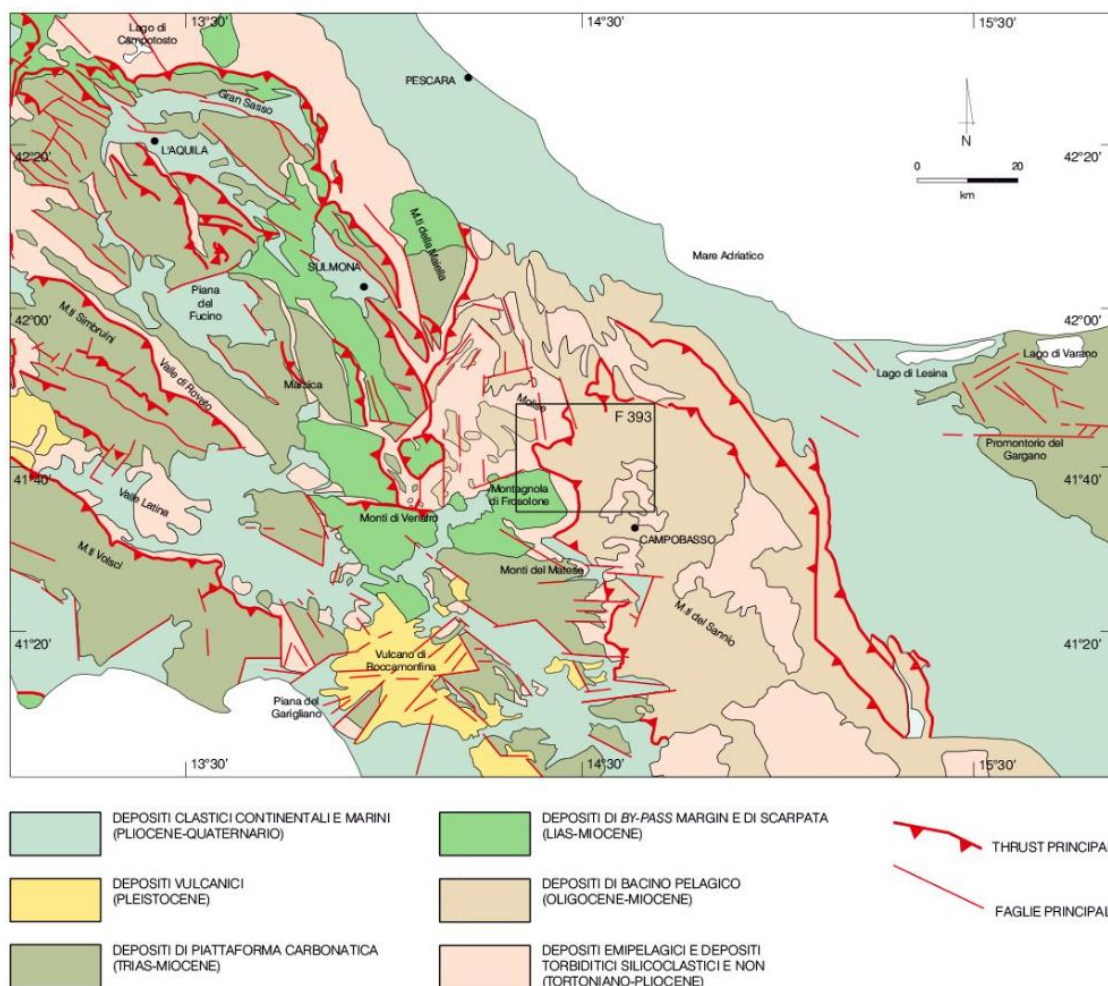 13°30'
14°30'
15°30'
Lago di
Campotosto
PESCARA
Gran Sasso
N
L'AQUILA
42°20'
42°20'
0
20
km
M.ti della Maiella
Mare Adriatico
SULMONA
Piana
del
Fucino
42°00'
42°00'
M.ti Simbruini
Lago di Varano
Lago di Lesina
Valle di Roveto
Marsica
Molise
F 393
Promontorio del
Gargano
41°40'
41°40'
Valle Latina
Montagnola
di Frosolone
Monti di Venafro
CAMPOBASSO
M.ti Volsci
Monti del Matese
M.ti del Sannio
41°20'
41°20'
Vulcano di
Roccamonfina
Piana del
Garigliano
13°30'
14°30'
15°30'
DEPOSITI CLASTICI CONTINENTALI E MARINI
(PLIOCENE-QUATERNARIO)
DEPOSITI VULCANICI
(PLEISTOCENE)
DEPOSITI DI PIATTAFORMA CARBONATICA
(TRIAS-MIOCENE)
DEPOSITI DI BY-PASS MARGIN E DI SCARPATA
(LIAS-MIOCENE)
DEPOSITI DI BACINO PELAGICO
(OLIGOCENE-MIOCENE)
DEPOSITI EMIPELAGICI E DEPOSITI
TORBIDITICI SILICOCLASTICI E NON
(TORTONIANO-PLIOCENE)
THRUST PRINCIPAL
FAGLIE PRINCIPAL